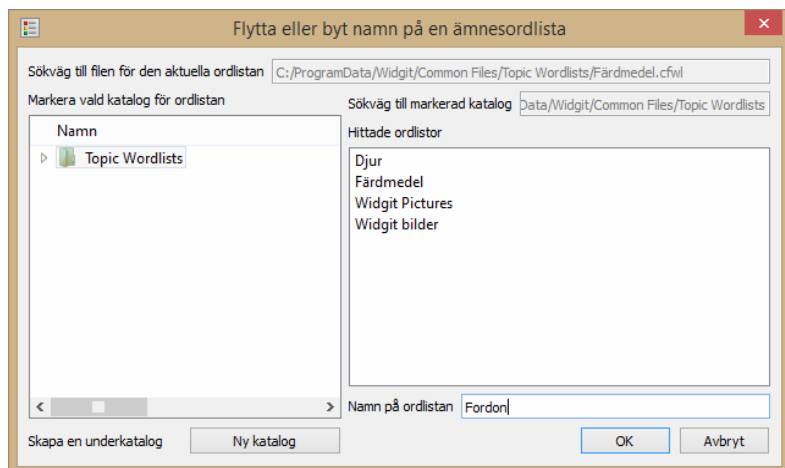 Flytta eller byt namn på en ämnesordlista
Sökväg till filen för den aktuella ordlistan C:/ProgramData/Widgit/Common Files/Topic Wordlists/Färdmedel.cfwl
Markera vald katalog för ordlistan
Sökväg till markerad katalog Data/Widgit/Common Files/Topic Wordlists
Namn
Topic Wordlists
Hittade ordlistor
Djur
Färdmedel
Widgit Pictures
Widgit bilder
Namn på ordlistan Fordon
Skapa en underkatalog Ny katalog OK Avbryt